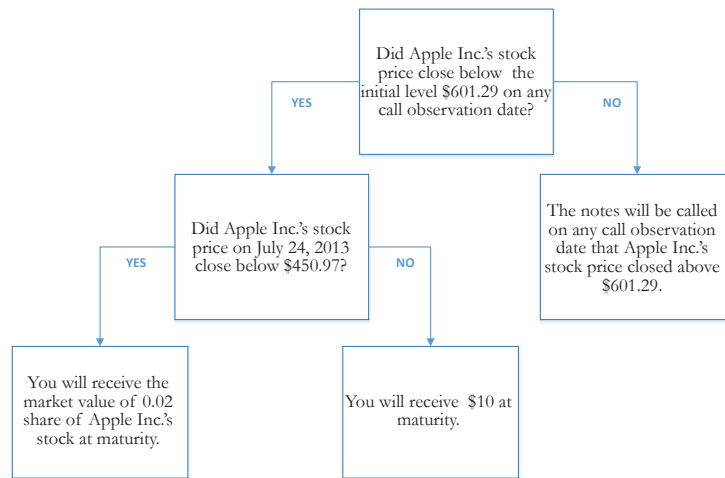 Did Apple Inc.'s stock
price close below the
initial level $601.29 on any
call observation date?
YES
NO
Did Apple Inc.'s stock
price on July 24, 2013
close below $450.97?
The notes will be called
on any call observation
date that Apple Inc.'s
stock price closed above
$601.29.
YES
NO
You will receive the
market value of 0.02
share of Apple Inc.'s
stock at maturity.
You will receive $10 at
maturity.